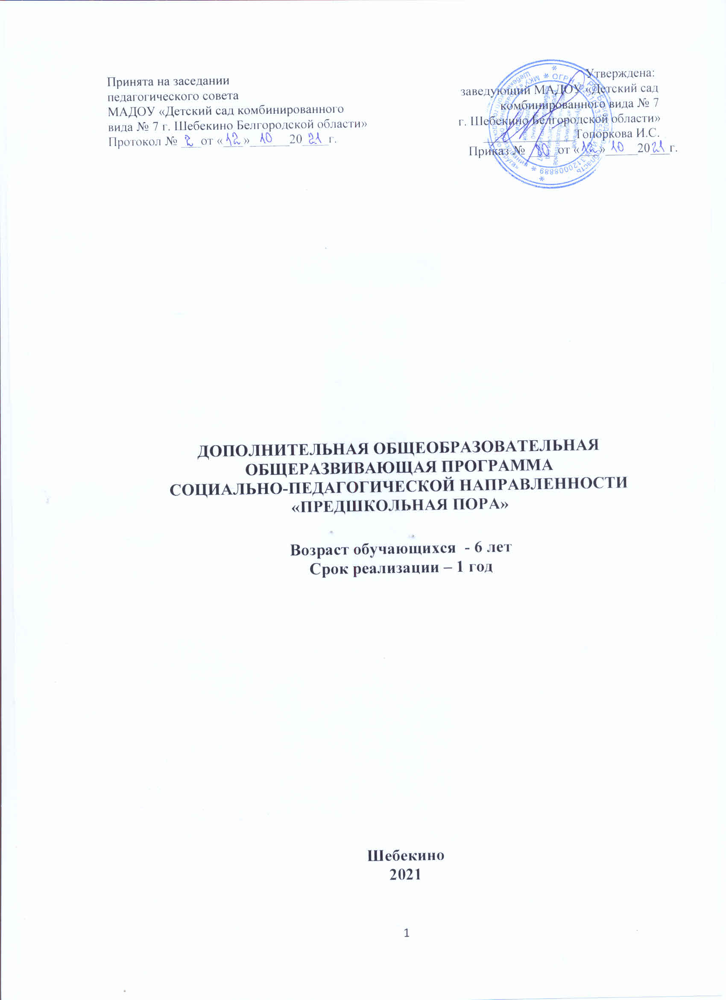 Принята на заседании
педагогического совета
МАДОУ «Детский сад комбинированного
вида № 7 г. Шебекино Белгородской области»
Протокол № 2 от «12» 10 2021 г.
Утверждена:
заведующий МАДОУ «Детский сад
комбинированного вида № 7
г. Шебекино Белгородской области»
Топоркова И.С.
Приказ № 80 от «12» 10 2021 г.
ДОПОЛНИТЕЛЬНАЯ ОБЩЕОБРАЗОВАТЕЛЬНАЯ
ОБЩЕРАЗВИВАЮЩАЯ ПРОГРАММА
СОЦИАЛЬНО-ПЕДАГОГИЧЕСКОЙ НАПРАВЛЕННОСТИ
«ПРЕДШКОЛЬНАЯ ПОРА»
Возраст обучающихся - 6 лет
Срок реализации – 1 год
Шебекино
2021
1